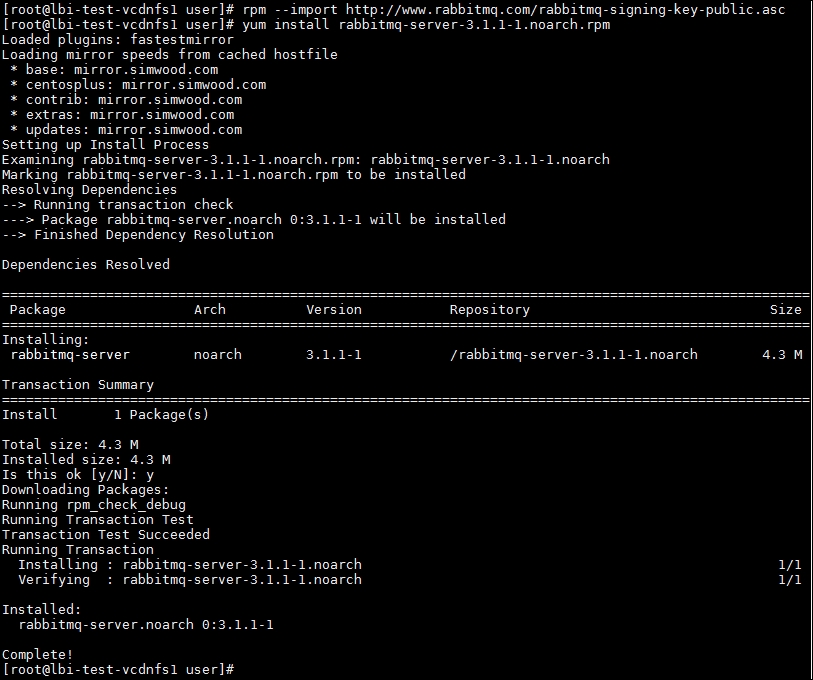 [root@lbi-test-vcdnfs1 user]# rpm --import http://www.rabbitmq.com/rabbitmq-signing-key-public.asc
[root@lbi-test-vcdnfs1 user]# yum install rabbitmq-server-3.1.1-1.noarch.rpm
Loaded plugins: fastestmirror
Loading mirror speeds from cached hostfile
 * base: mirror.simwood.com
 * centosplus: mirror.simwood.com
 * contrib: mirror.simwood.com
 * extras: mirror.simwood.com
 * updates: mirror.simwood.com
Setting up Install Process
Examining rabbitmq-server-3.1.1-1.noarch.rpm: rabbitmq-server-3.1.1-1.noarch
Marking rabbitmq-server-3.1.1-1.noarch.rpm to be installed
Resolving Dependencies
--> Running transaction check
---> Package rabbitmq-server.noarch 0:3.1.1-1 will be installed
--> Finished Dependency Resolution

Dependencies Resolved

=====================================================================================================
 Package                Arch          Version           Repository                              Size
=====================================================================================================
Installing:
 rabbitmq-server        noarch        3.1.1-1           /rabbitmq-server-3.1.1-1.noarch        4.3 M

Transaction Summary
=====================================================================================================
Install       1 Package(s)

Total size: 4.3 M
Installed size: 4.3 M
Is this ok [y/N]: y
Downloading Packages:
Running rpm_check_debug
Running Transaction Test
Transaction Test Succeeded
Running Transaction
  Installing : rabbitmq-server-3.1.1-1.noarch                                                    1/1
  Verifying  : rabbitmq-server-3.1.1-1.noarch                                                    1/1

Installed:
  rabbitmq-server.noarch 0:3.1.1-1

Complete!
[root@lbi-test-vcdnfs1 user]#